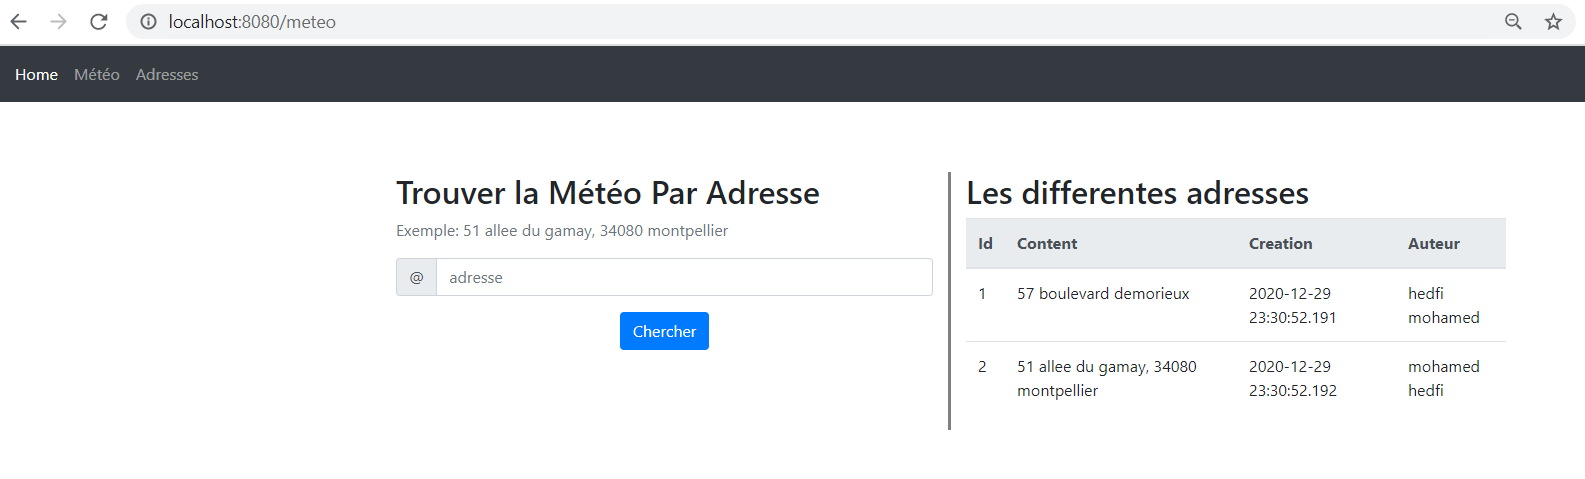 localhost:8080/meteo
Home Météo Adresses
Trouver la Météo Par Adresse
Exemple: 51 allee du gamay, 34080 montpellier
@ adresse
Chercher
Les differentes adresses
Id Content Creation Auteur
1 57 boulevard demorieux 2020-12-29 hedfi
23:30:52.191 mohamed
2 51 allee du gamay, 34080 2020-12-29 mohamed
montpellier 23:30:52.192 hedfi